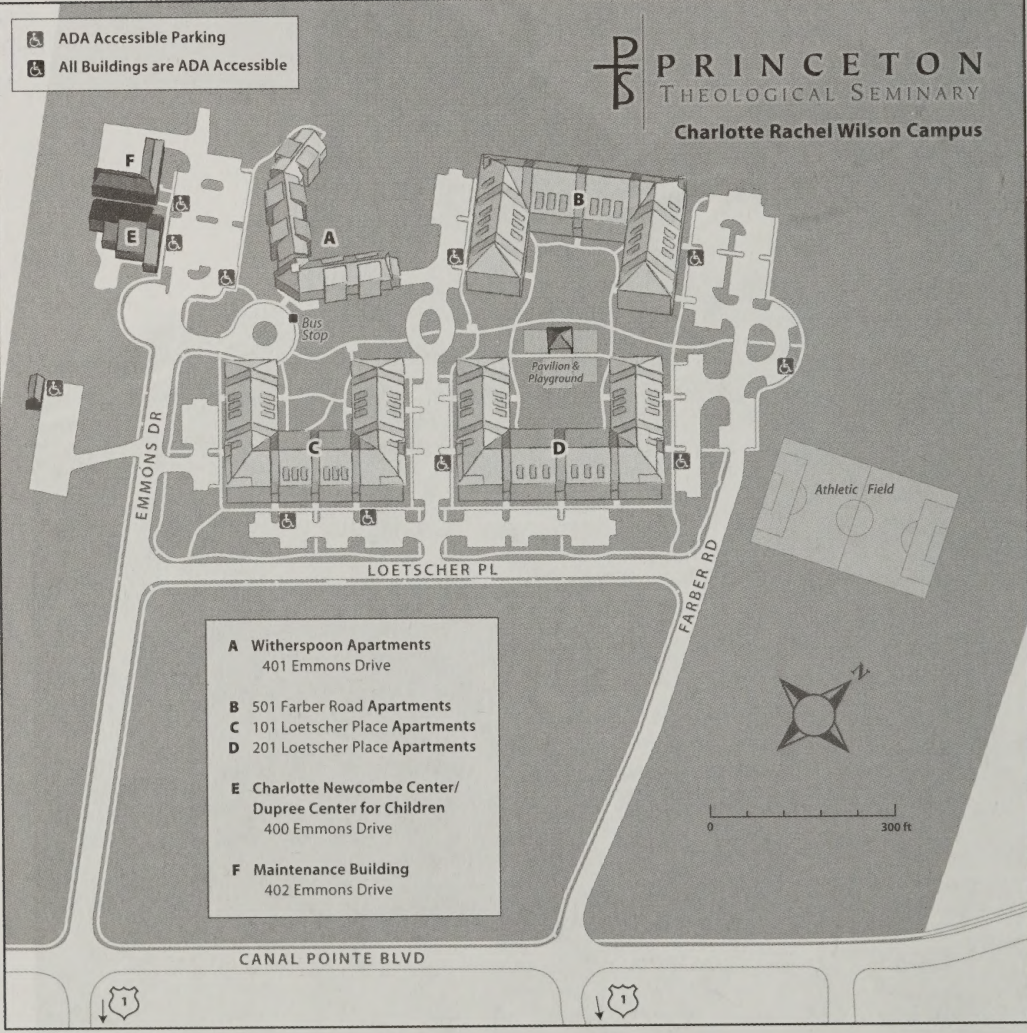 ADA Accessible Parking
All Buildings are ADA Accessible
PRINCETON
THEOLOGICAL SEMINARY
Charlotte Rachel Wilson Campus
F
E
A
B
Bus
Stop
Pavilion &
Playground
C
D
EMMONS DR
Athletic Field
LOETSCHER PL
FARBER RD
A Witherspoon Apartments
401 Emmons Drive
B 501 Farber Road Apartments
C 101 Loetscher Place Apartments
D 201 Loetscher Place Apartments
E Charlotte Newcombe Center/
Dupree Center for Children
400 Emmons Drive
F Maintenance Building
402 Emmons Drive
N
0 300 ft
CANAL POINTE BLVD
1
1